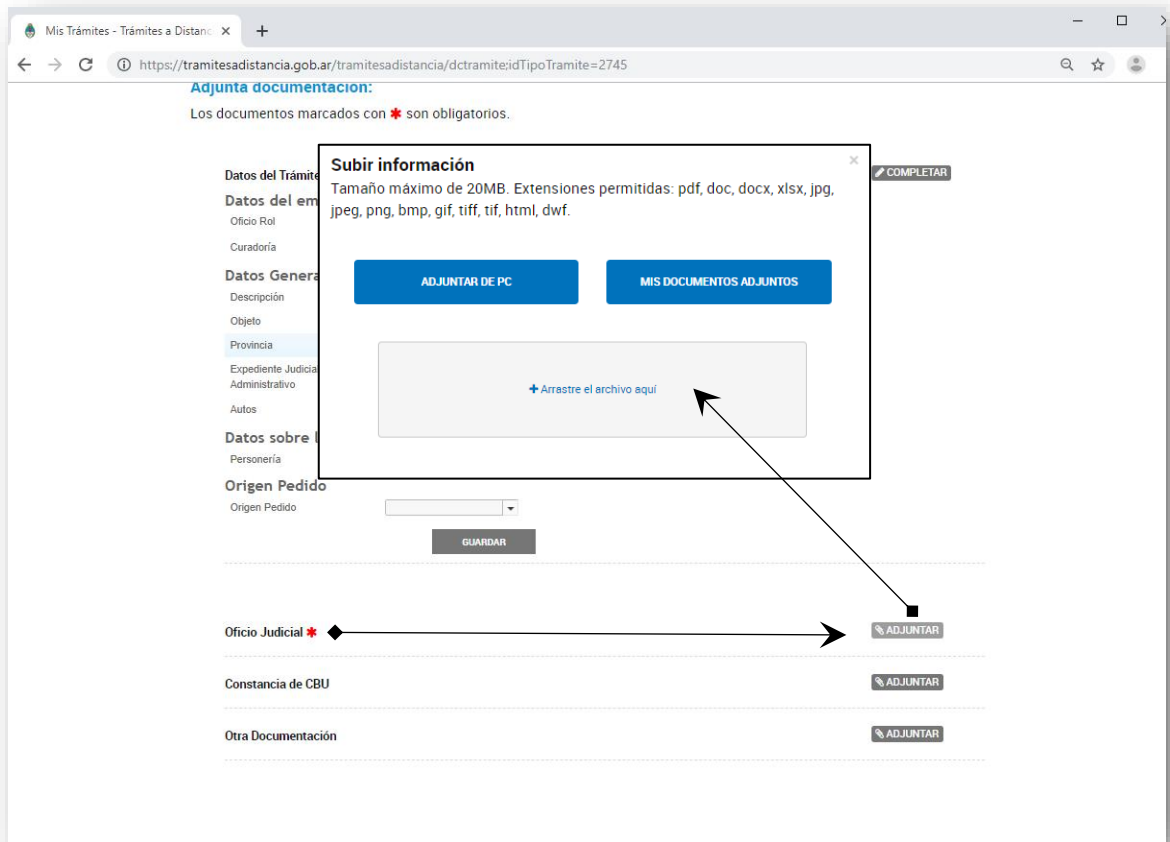 Mis Trámites - Trámites a Distanc
https://tramitesadistancia.gob.ar/tramitesadistancia/dctramite;idTipoTramite=2745
Adjunta documentación:
Los documentos marcados con * son obligatorios.
Datos del Trámite
COMPLETAR
Datos del em
Oficio Rol
Curadoría
Datos Genera
Descripción
Objeto
Provincia
Expediente Judicia
Administrativo
Autos
Datos sobre l
Personería
Subir información
×
Tamaño máximo de 20MB. Extensiones permitidas: pdf, doc, docx, xlsx, jpg,
jpeg, png, bmp, gif, tiff, tif, html, dwf.
ADJUNTAR DE PC
MIS DOCUMENTOS ADJUNTOS
+ Arrastre el archivo aquí
Origen Pedido
Origen Pedido
GUARDAR
Oficio Judicial *
ADJUNTAR
Constancia de CBU
ADJUNTAR
Otra Documentación
ADJUNTAR